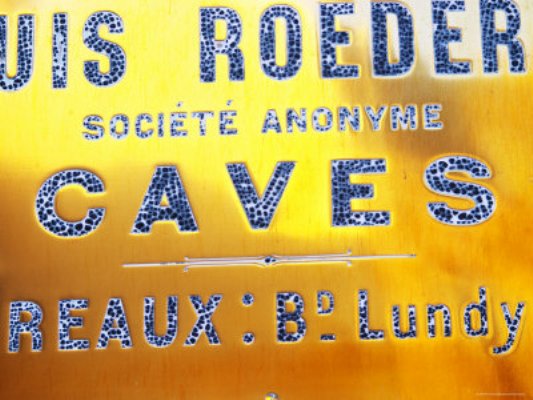 UIS ROEDER
SOCIÉTÉ ANONYME
CAVES
REAUX: BD Lundy